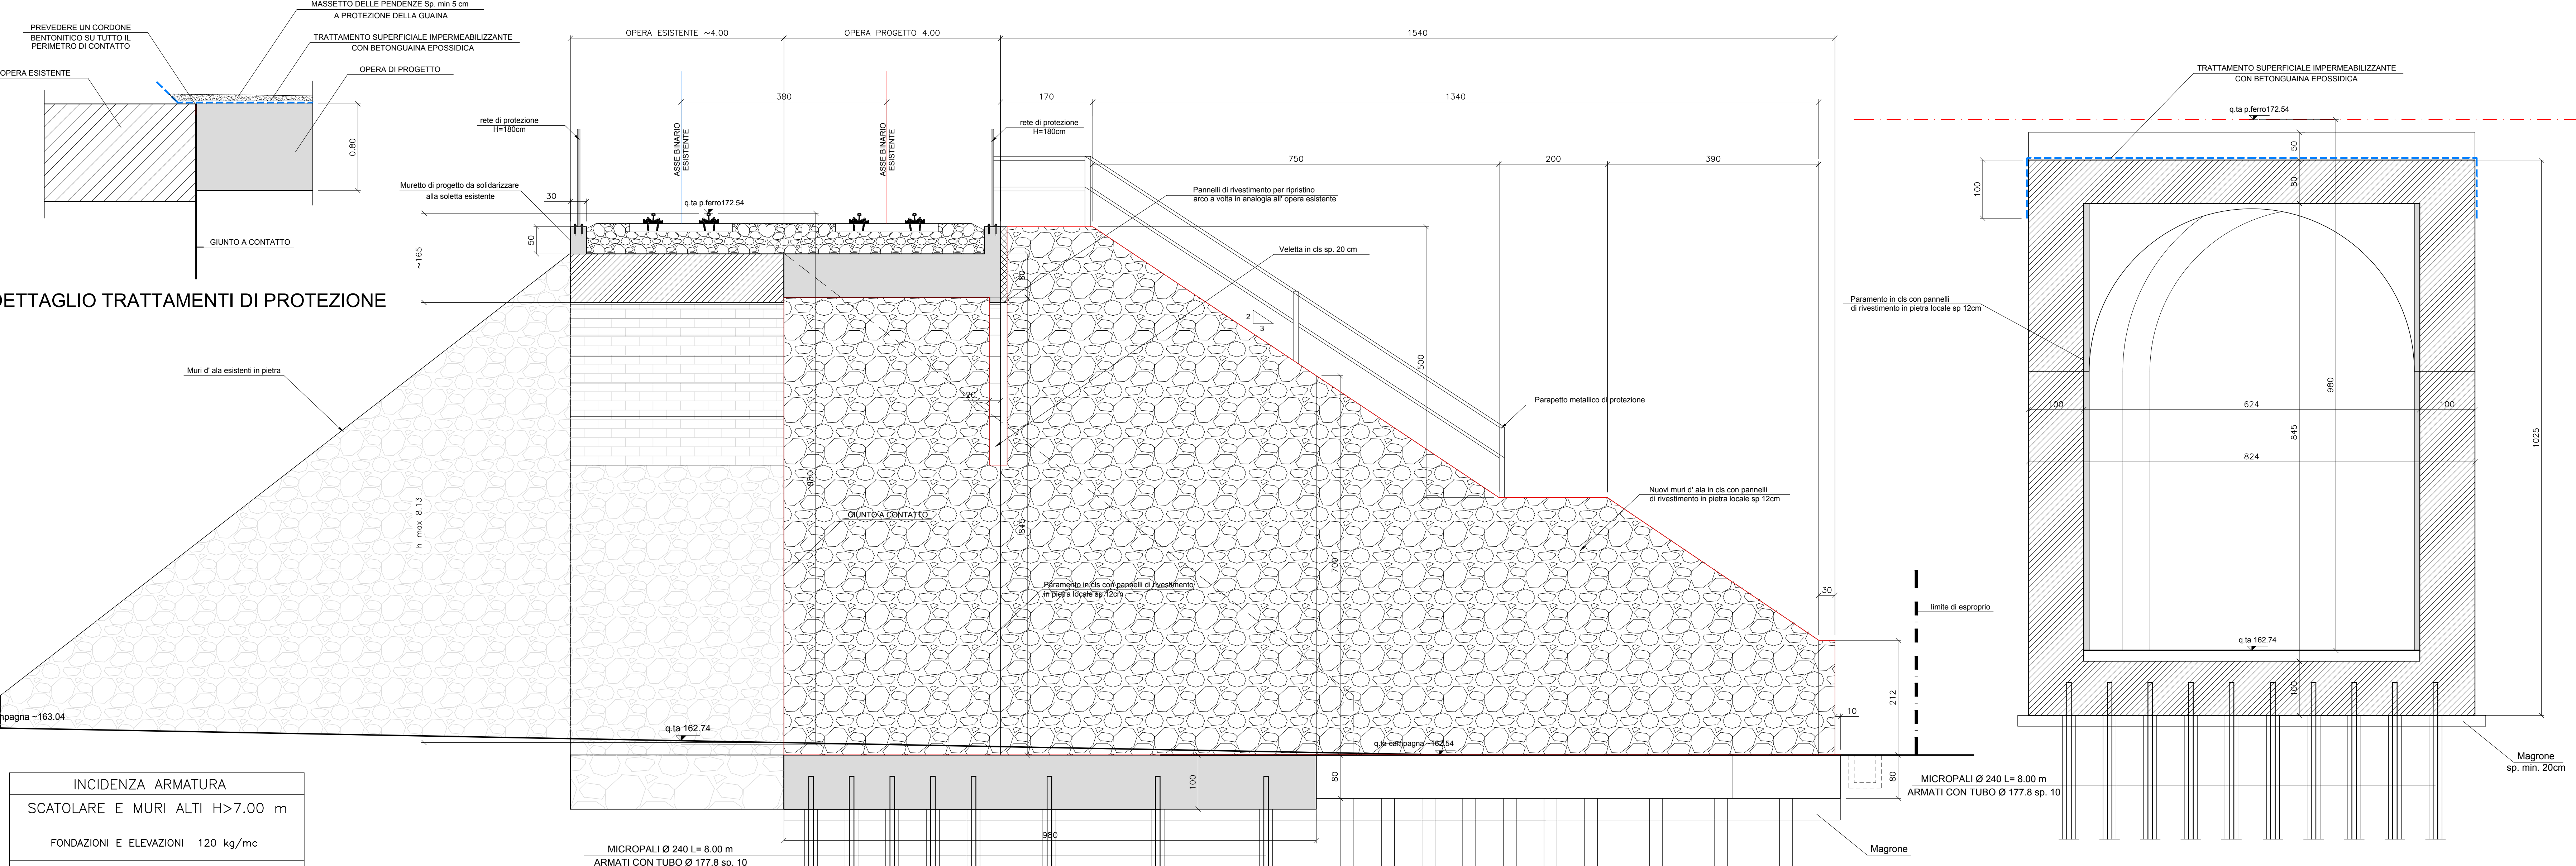 MASSETTO DELLE PENDENZE Sp. min 5 cm
A PROTEZIONE DELLA GUAINA
PREVEDERE UN CORDONE
BENTONITICO SU TUTTO IL
PERIMETRO DI CONTATTO
TRATTAMENTO SUPERFICIALE IMPERMEABILIZZANTE
CON BETONGUAINA EPOSSIDICA
OPERA ESISTENTE
OPERA DI PROGETTO
0.80
GIUNTO A CONTATTO
DETTAGLIO TRATTAMENTI DI PROTEZIONE
OPERA ESISTENTE ~4.00
OPERA PROGETTO 4.00
1540
380
170
1340
rete di protezione
H=180cm
ASSE BINARIO
ESISTENTE
ASSE BINARIO
ESISTENTE
rete di protezione
H=180cm
750
200
390
Muretto di progetto da solidarizzare
alla soletta esistente
30
q.ta p.ferro172.54
Pannelli di rivestimento per ripristino
arco a volta in analogia all' opera esistente
50
~165
Veletta in cls sp. 20 cm
80
2
3
500
Muri d' ala esistenti in pietra
20
Parapetto metallico di protezione
980
h max 8.13
GIUNTO A CONTATTO
845
Nuovi muri d' ala in cls con pannelli
di rivestimento in pietra locale sp 12cm
700
Paramento in cls con pannelli di rivestimento
in pietra locale sp 12cm
30
limite di esproprio
212
10
mpagna ~163.04
q.ta 162.74
q.ta campagna ~162.54
100
80
80
980
MICROPALI Ø 240 L= 8.00 m
ARMATI CON TUBO Ø 177.8 sp. 10
Magrone
INCIDENZA ARMATURA
SCATOLARE E MURI ALTI H>7.00 m
FONDAZIONI E ELEVAZIONI 120 kg/mc
TRATTAMENTO SUPERFICIALE IMPERMEABILIZZANTE
CON BETONGUAINA EPOSSIDICA
q.ta p.ferro172.54
50
100
80
Paramento in cls con pannelli
di rivestimento in pietra locale sp 12cm
980
100
624
100
845
1025
824
q.ta 162.74
100
Magrone
sp. min. 20cm
MICROPALI Ø 240 L= 8.00 m
ARMATI CON TUBO Ø 177.8 sp. 10